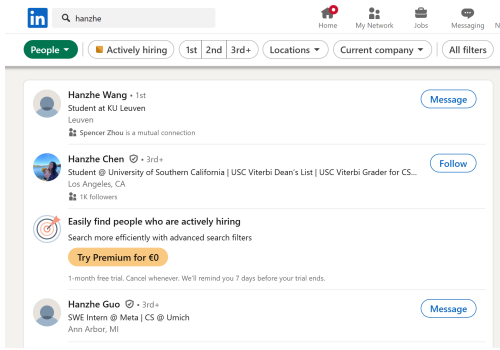 in
hanzhe
Home
My Network
Jobs
Messaging
People
Actively hiring
1st
2nd
3rd+
Locations
Current company
All filters
Hanzhe Wang • 1st
Message
Student at KU Leuven
Leuven
Spencer Zhou is a mutual connection
Hanzhe Chen • 3rd+
Follow
Student @ University of Southern California | USC Viterbi Dean's List | USC Viterbi Grader for CS...
Los Angeles, CA
1K followers
Easily find people who are actively hiring
Search more efficiently with advanced search filters
Try Premium for €0
1-month free trial. Cancel whenever. We'll remind you 7 days before your trial ends.
Hanzhe Guo • 3rd+
Message
SWE Intern @ Meta | CS @ Umich
Ann Arbor, MI